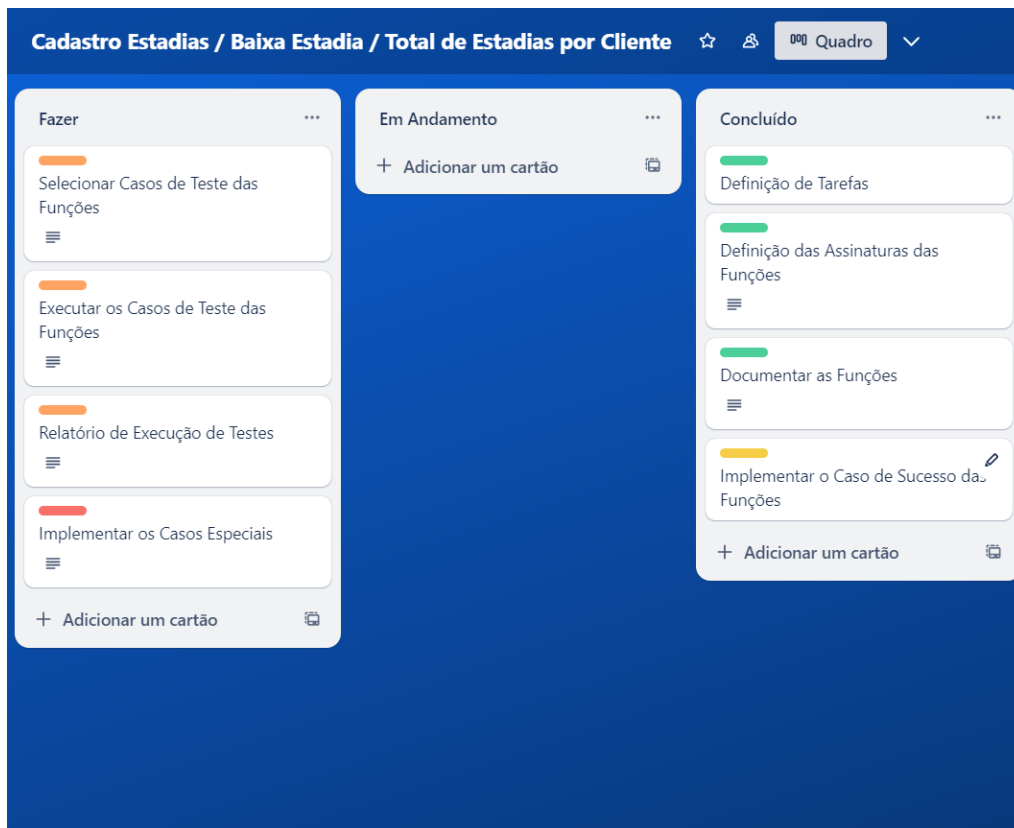 Cadastro Estadias / Baixa Estadia / Total de Estadias por Cliente
Quadro
Fazer
Selecionar Casos de Teste das
Funções
Executar os Casos de Teste das
Funções
Relatório de Execução de Testes
Implementar os Casos Especiais
+ Adicionar um cartão
Em Andamento
+ Adicionar um cartão
Concluído
Definição de Tarefas
Definição das Assinaturas das
Funções
Documentar as Funções
Implementar o Caso de Sucesso das
Funções
+ Adicionar um cartão